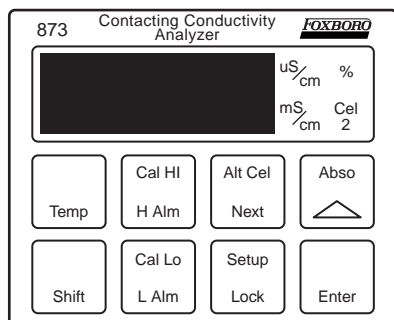 873 Contacting Conductivity Analyzer FOXBORO
uS/cm %
mS/cm Cel 2
Cal HI Alt Cel Abso
Temp H Alm Next
Cal Lo Setup
Shift L Alm Lock Enter